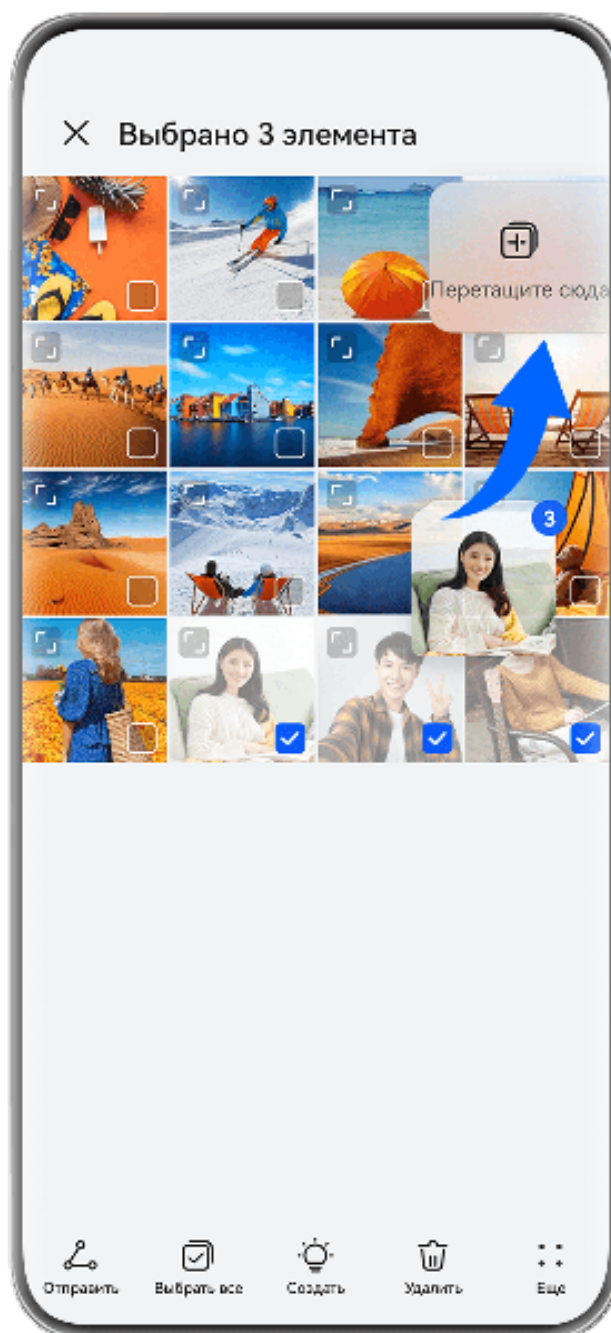 Выбрано 3 элемента
Перетащите сюда
3
Отправить
Выбрать все
Создать
Удалить
Еще